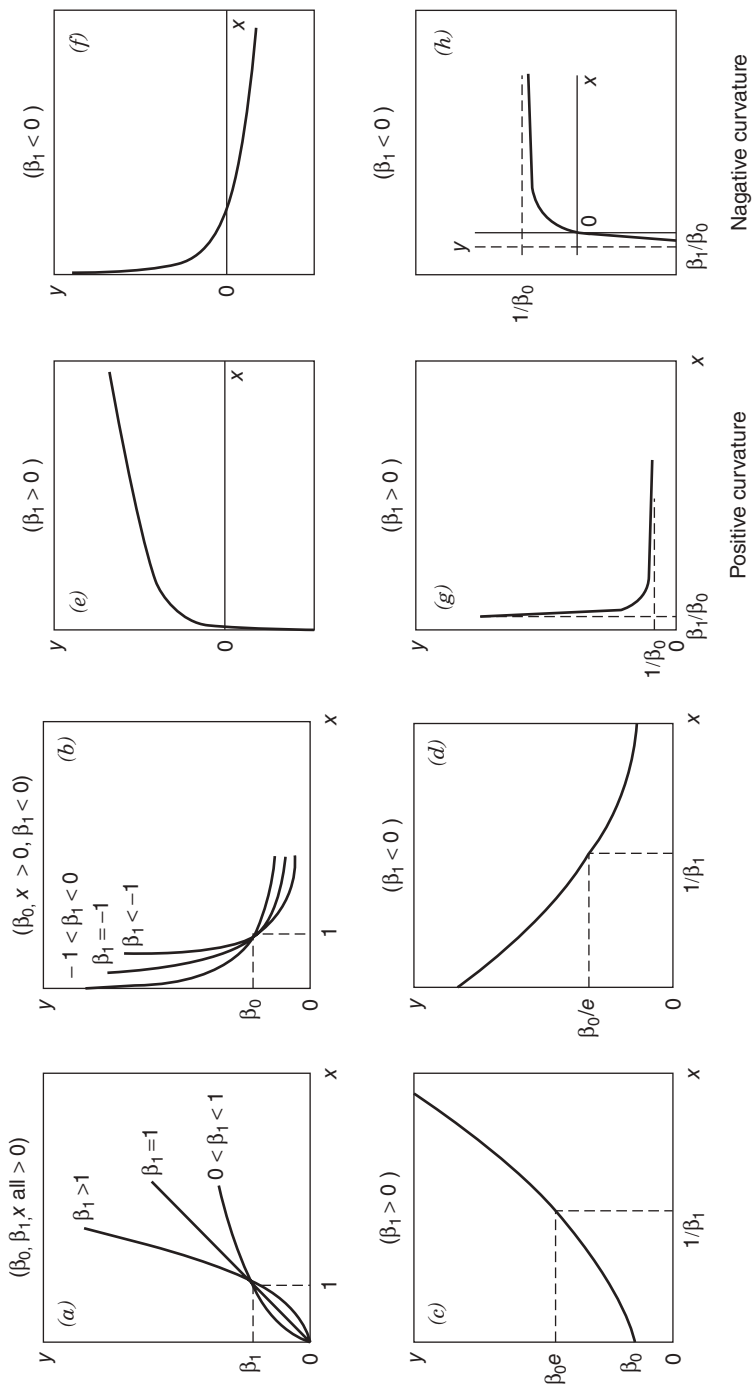 (β₀, β₁,x all > 0)
y
(a)
β₁ >1
β₁ =1
0 < β₁ < 1
β₁
0
1
x
(β₀, x > 0, β₁ < 0)
y
(b)
− 1 < β₁ < 0
β₁ = −1
β₁ < −1
β₀
0
1
x
(β₁ > 0)
y
(e)
0
x
(β₁ < 0)
y
(f)
0
x
(β₁ > 0)
y
(c)
β₀e
β₀
0
1/β₁
x
(β₁ < 0)
y
(d)
β₀/e
0
1/β₁
x
(β₁ > 0)
y
(g)
1/β₀
0
β₁/β₀
x
Positive curvature
(β₁ < 0)
(h)
y
1/β₀
0
x
β₁/β₀
Nagative curvature